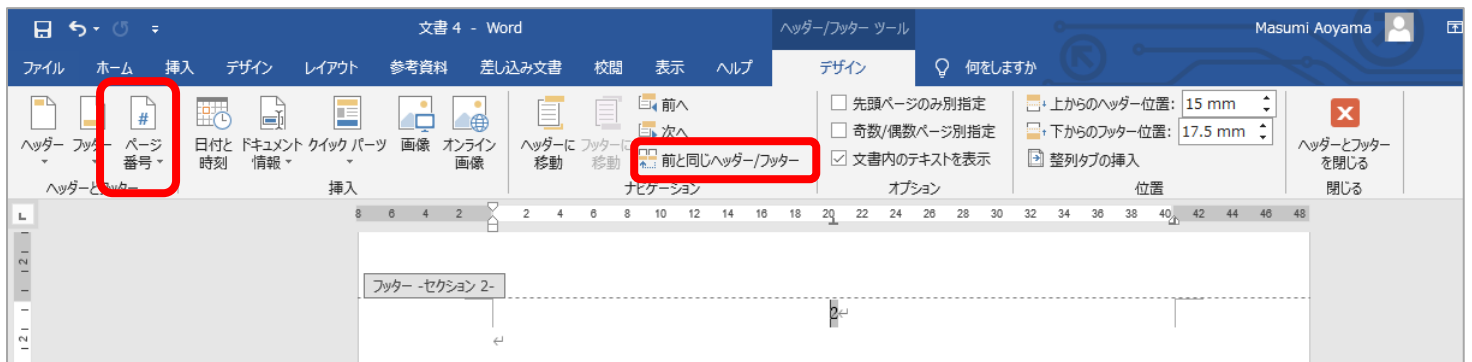 文書 4 - Word
ヘッダー/フッター ツール
Masumi Aoyama
ファイル ホーム 挿入 デザイン レイアウト 参考資料 差し込み文書 校閲 表示 ヘルプ デザイン 何をしますか
ヘッダー フッター ページ番号
日付と時刻 ドキュメント情報 クイック パーツ 画像 オンライン画像
ヘッダーに移動 フッターに移動
前へ
次へ
前と同じヘッダー/フッター
先頭ページのみ別指定
奇数/偶数ページ別指定
文書内のテキストを表示
上からのヘッダー位置: 15 mm
下からのフッター位置: 17.5 mm
整列タブの挿入
ヘッダーとフッターを閉じる
ヘッダーとフッター 挿入 ナビゲーション オプション 位置 閉じる
L 8 6 4 2 2 4 6 8 10 12 14 16 18 20 22 24 26 28 30 32 34 36 38 40 42 44 46 48
2
フッター -セクション 2-
2
2